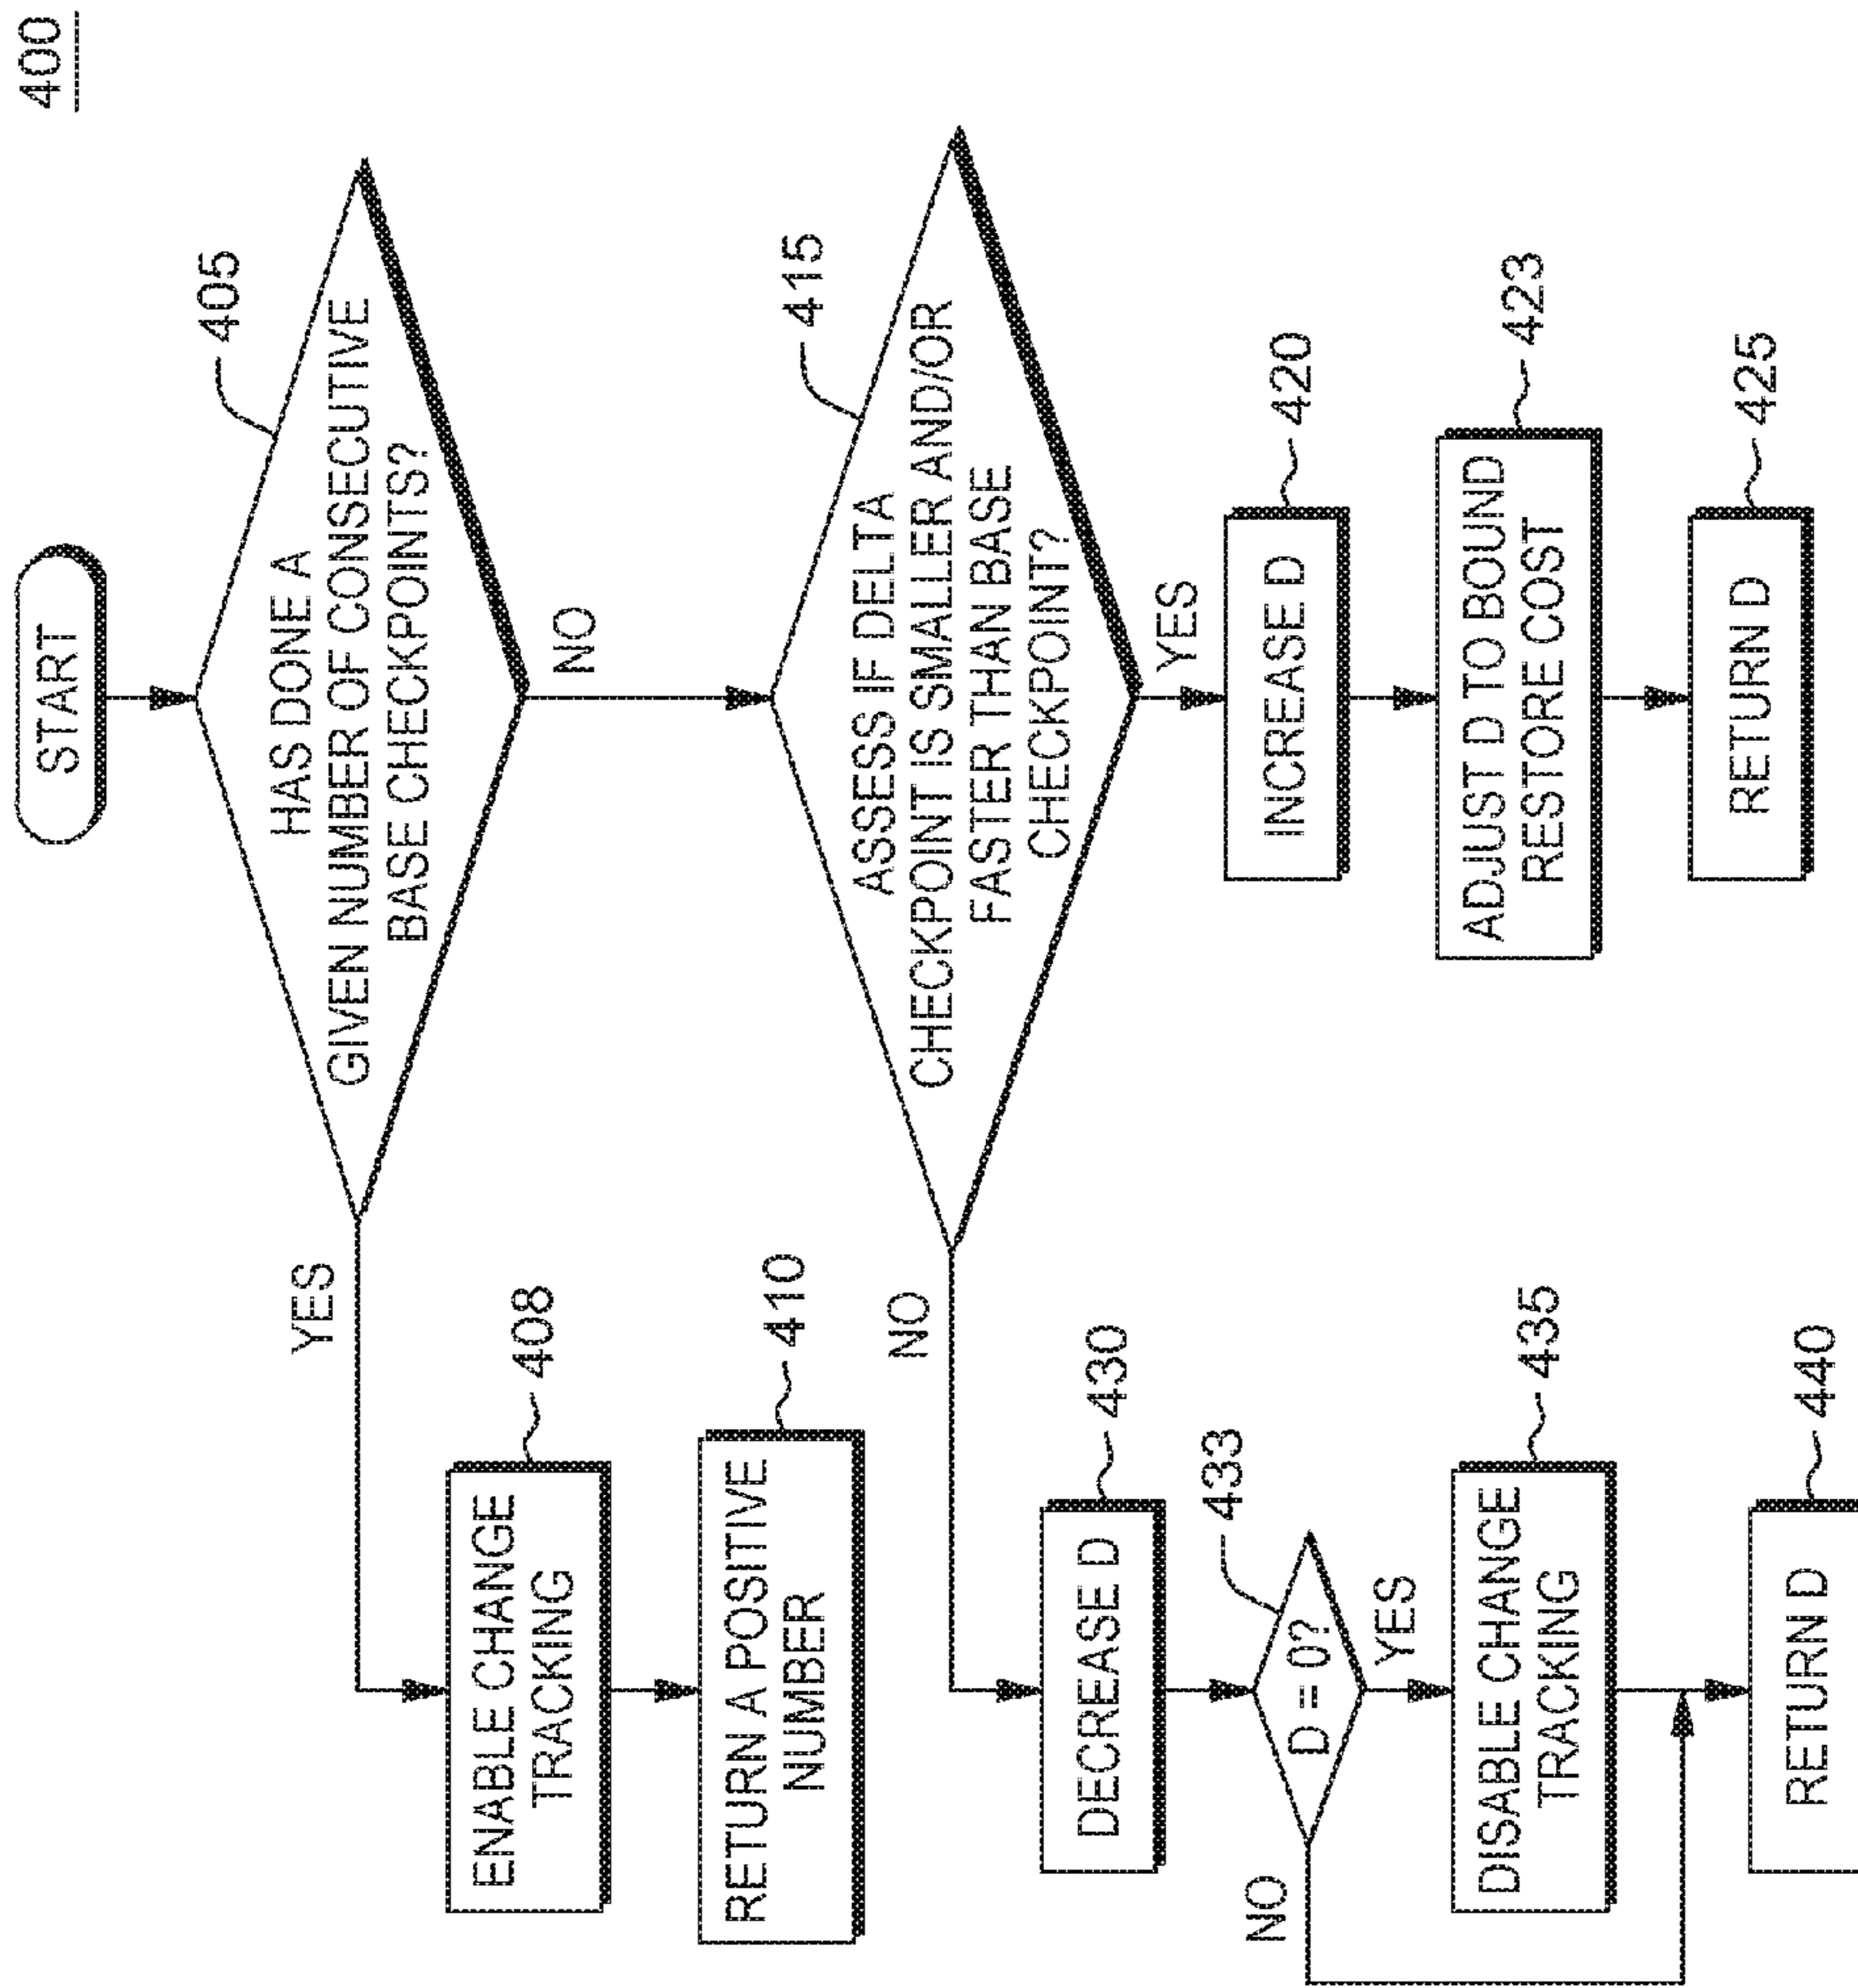 400
START
HAS DONE A
GIVEN NUMBER OF CONSECUTIVE
BASE CHECKPOINTS?
405
YES
NO
ENABLE CHANGE
TRACKING
408
RETURN A POSITIVE
NUMBER
410
ASSESS IF DELTA
CHECKPOINT IS SMALLER AND/OR
FASTER THAN BASE
CHECKPOINT?
415
NO
YES
INCREASE D
420
ADJUST D TO BOUND
RESTORE COST
423
RETURN D
425
DECREASE D
430
D = 0?
433
NO
YES
DISABLE CHANGE
TRACKING
435
RETURN D
440